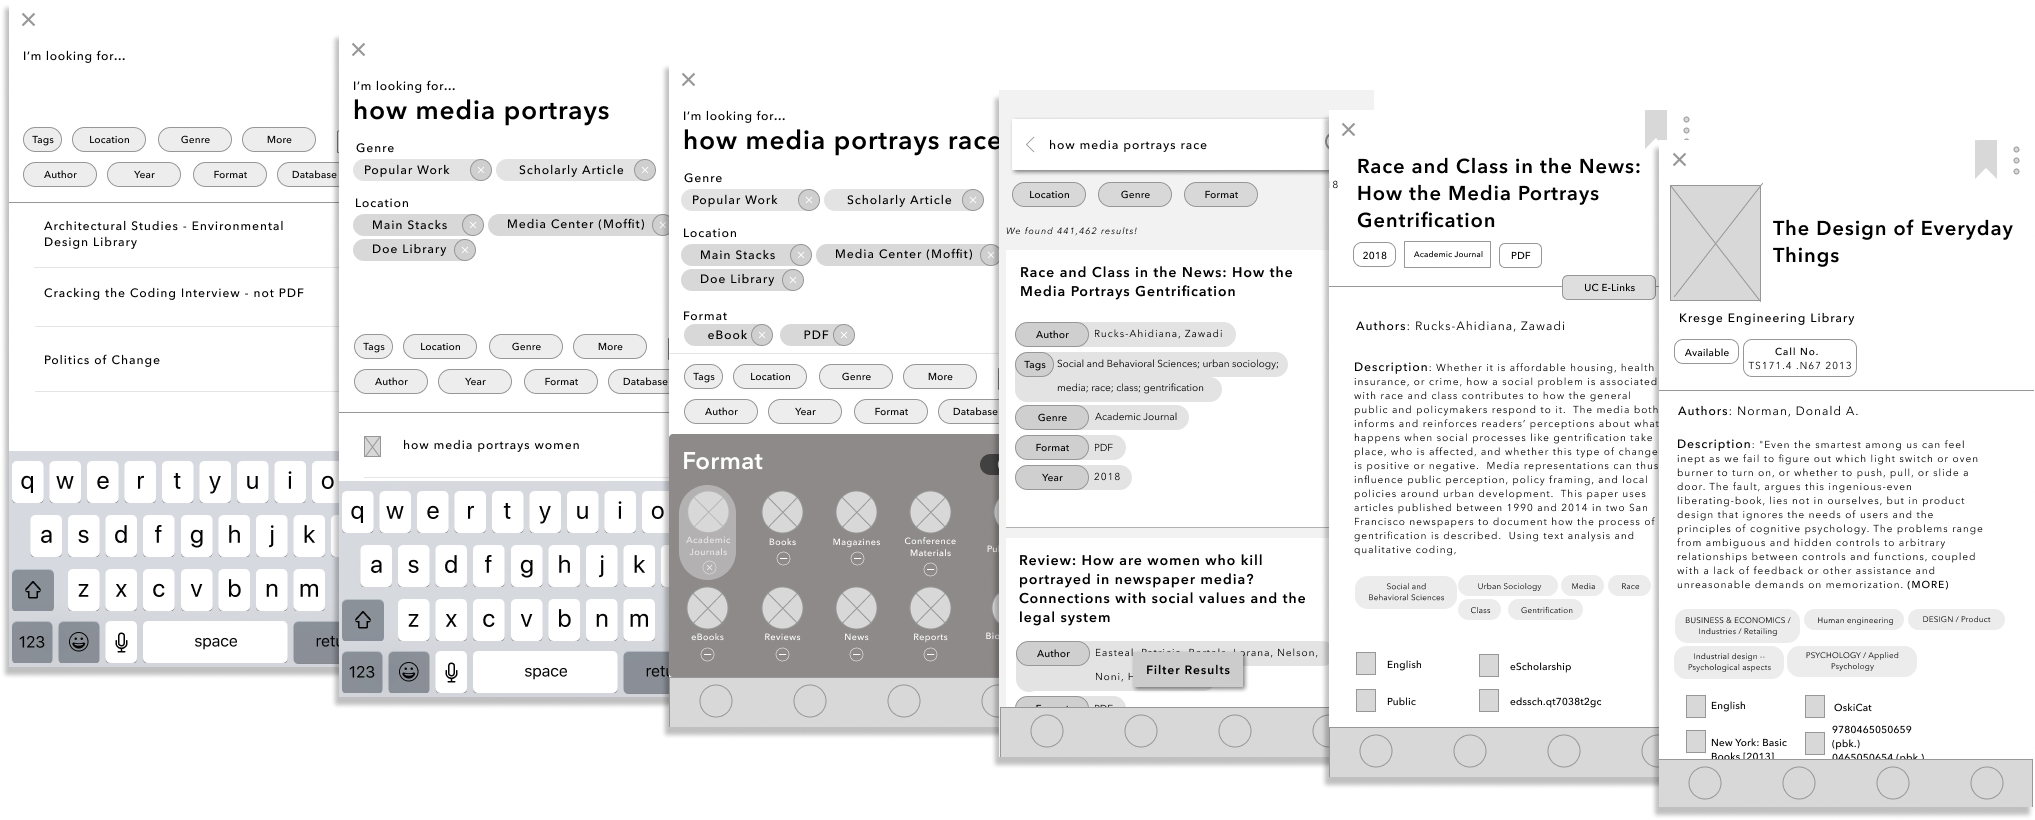 I'm looking for...
Tags
Location
Genre
More
Author
Year
Format
Database
Architectural Studies - Environmental
Design Library
Cracking the Coding Interview - not PDF
Politics of Change
q w e r t y u i o
a s d f g h j k
z x c v b n m
123
space
I'm looking for...
how media portrays
Genre
Popular Work
Scholarly Article
Location
Main Stacks
Media Center (Moffit)
Doe Library
Tags
Location
Genre
More
Author
Year
Format
Database
how media portrays women
q w e r t y u i o
a s d f g h j k
z x c v b n m
123
space
I'm looking for...
how media portrays race
Genre
Popular Work
Scholarly Article
Location
Main Stacks
Media Center (Moffit)
Doe Library
Format
eBook
PDF
Tags
Location
Genre
More
Author
Year
Format
Database
Format
Academic
Journals
Books
Magazines
Conference
Materials
eBooks
Reviews
News
Reports
how media portrays race
Location
Genre
Format
We found 441,462 results!
Race and Class in the News: How the
Media Portrays Gentrification
Author
Rucks-Ahidiana, Zawadi
Tags
Social and Behavioral Sciences; urban sociology;
media; race; class; gentrification
Genre
Academic Journal
Format
PDF
Year
2018
Review: How are women who kill
portrayed in newspaper media?
Connections with social values and the
legal system
Author
Easteal, Patricia, Bartels, Lorana, Nelson,
Noni,
Filter Results
Format
PDF
8
Race and Class in the News:
How the Media Portrays
Gentrification
2018
Academic Journal
PDF
UC E-Links
Authors: Rucks-Ahidiana, Zawadi
Description: Whether it is affordable housing, health
insurance, or crime, how a social problem is associated
with race and class contributes to how the general
public and policymakers respond to it. The media both
informs and reinforces readers' perceptions about what
happens when social processes like gentrification take
place, who is affected, and whether this type of change
is positive or negative. Media representations can thus
influence public perception, policy framing, and local
policies around urban development. This paper uses
articles published between 1990 and 2014 in two San
Francisco newspapers to document how the process of
gentrification is described. Using text analysis and
qualitative coding,
Social and
Behavioral Sciences
Urban Sociology
Media
Race
Class
Gentrification
English
eScholarship
Public
edssch.qt7038t2gc
The Design of Everyday
Things
Kresge Engineering Library
Available
Call No.
TS171.4 .N67 2013
Authors: Norman, Donald A.
Description: "Even the smartest among us can feel
inept as we fail to figure out which light switch or oven
burner to turn on, or whether to push, pull, or slide a
door. The fault, argues this ingenious-even
liberating-book, lies not in ourselves, but in product
design that ignores the needs of users and the
principles of cognitive psychology. The problems range
from ambiguous and hidden controls to arbitrary
relationships between controls and functions, coupled
with a lack of feedback or other assistance and
unreasonable demands on memorization. (MORE)
BUSINESS & ECONOMICS /
Industries / Retailing
Human engineering
DESIGN / Product
Industrial design --
Psychological aspects
PSYCHOLOGY / Applied
Psychology
English
OskiCat
New York: Basic
Books [2013]
9780465050659
(pbk.)
0465050654 (pbk.)